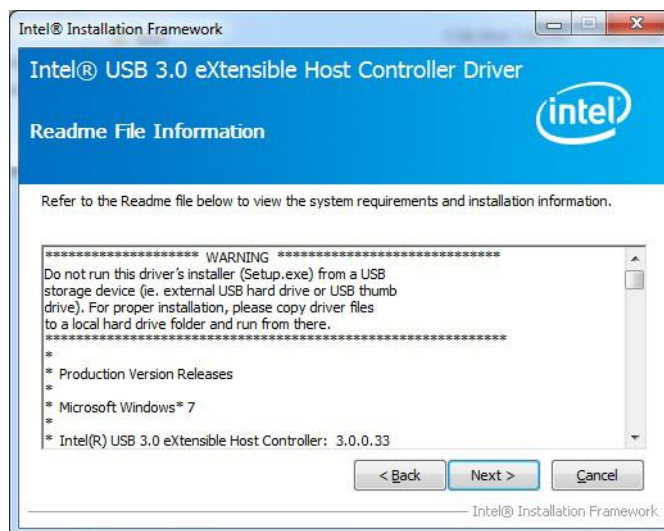 Intel® Installation Framework
Intel® USB 3.0 eXtensible Host Controller Driver
intel
Readme File Information
Refer to the Readme file below to view the system requirements and installation information.
******************** WARNING *****************************
Do not run this driver's installer (Setup.exe) from a USB
storage device (ie. external USB hard drive or USB thumb
drive). For proper installation, please copy driver files
to a local hard drive folder and run from there.
************************************************************
*
* Production Version Releases
*
* Microsoft Windows* 7
*
* Intel(R) USB 3.0 eXtensible Host Controller: 3.0.0.33
< Back Next > Cancel
Intel® Installation Framework